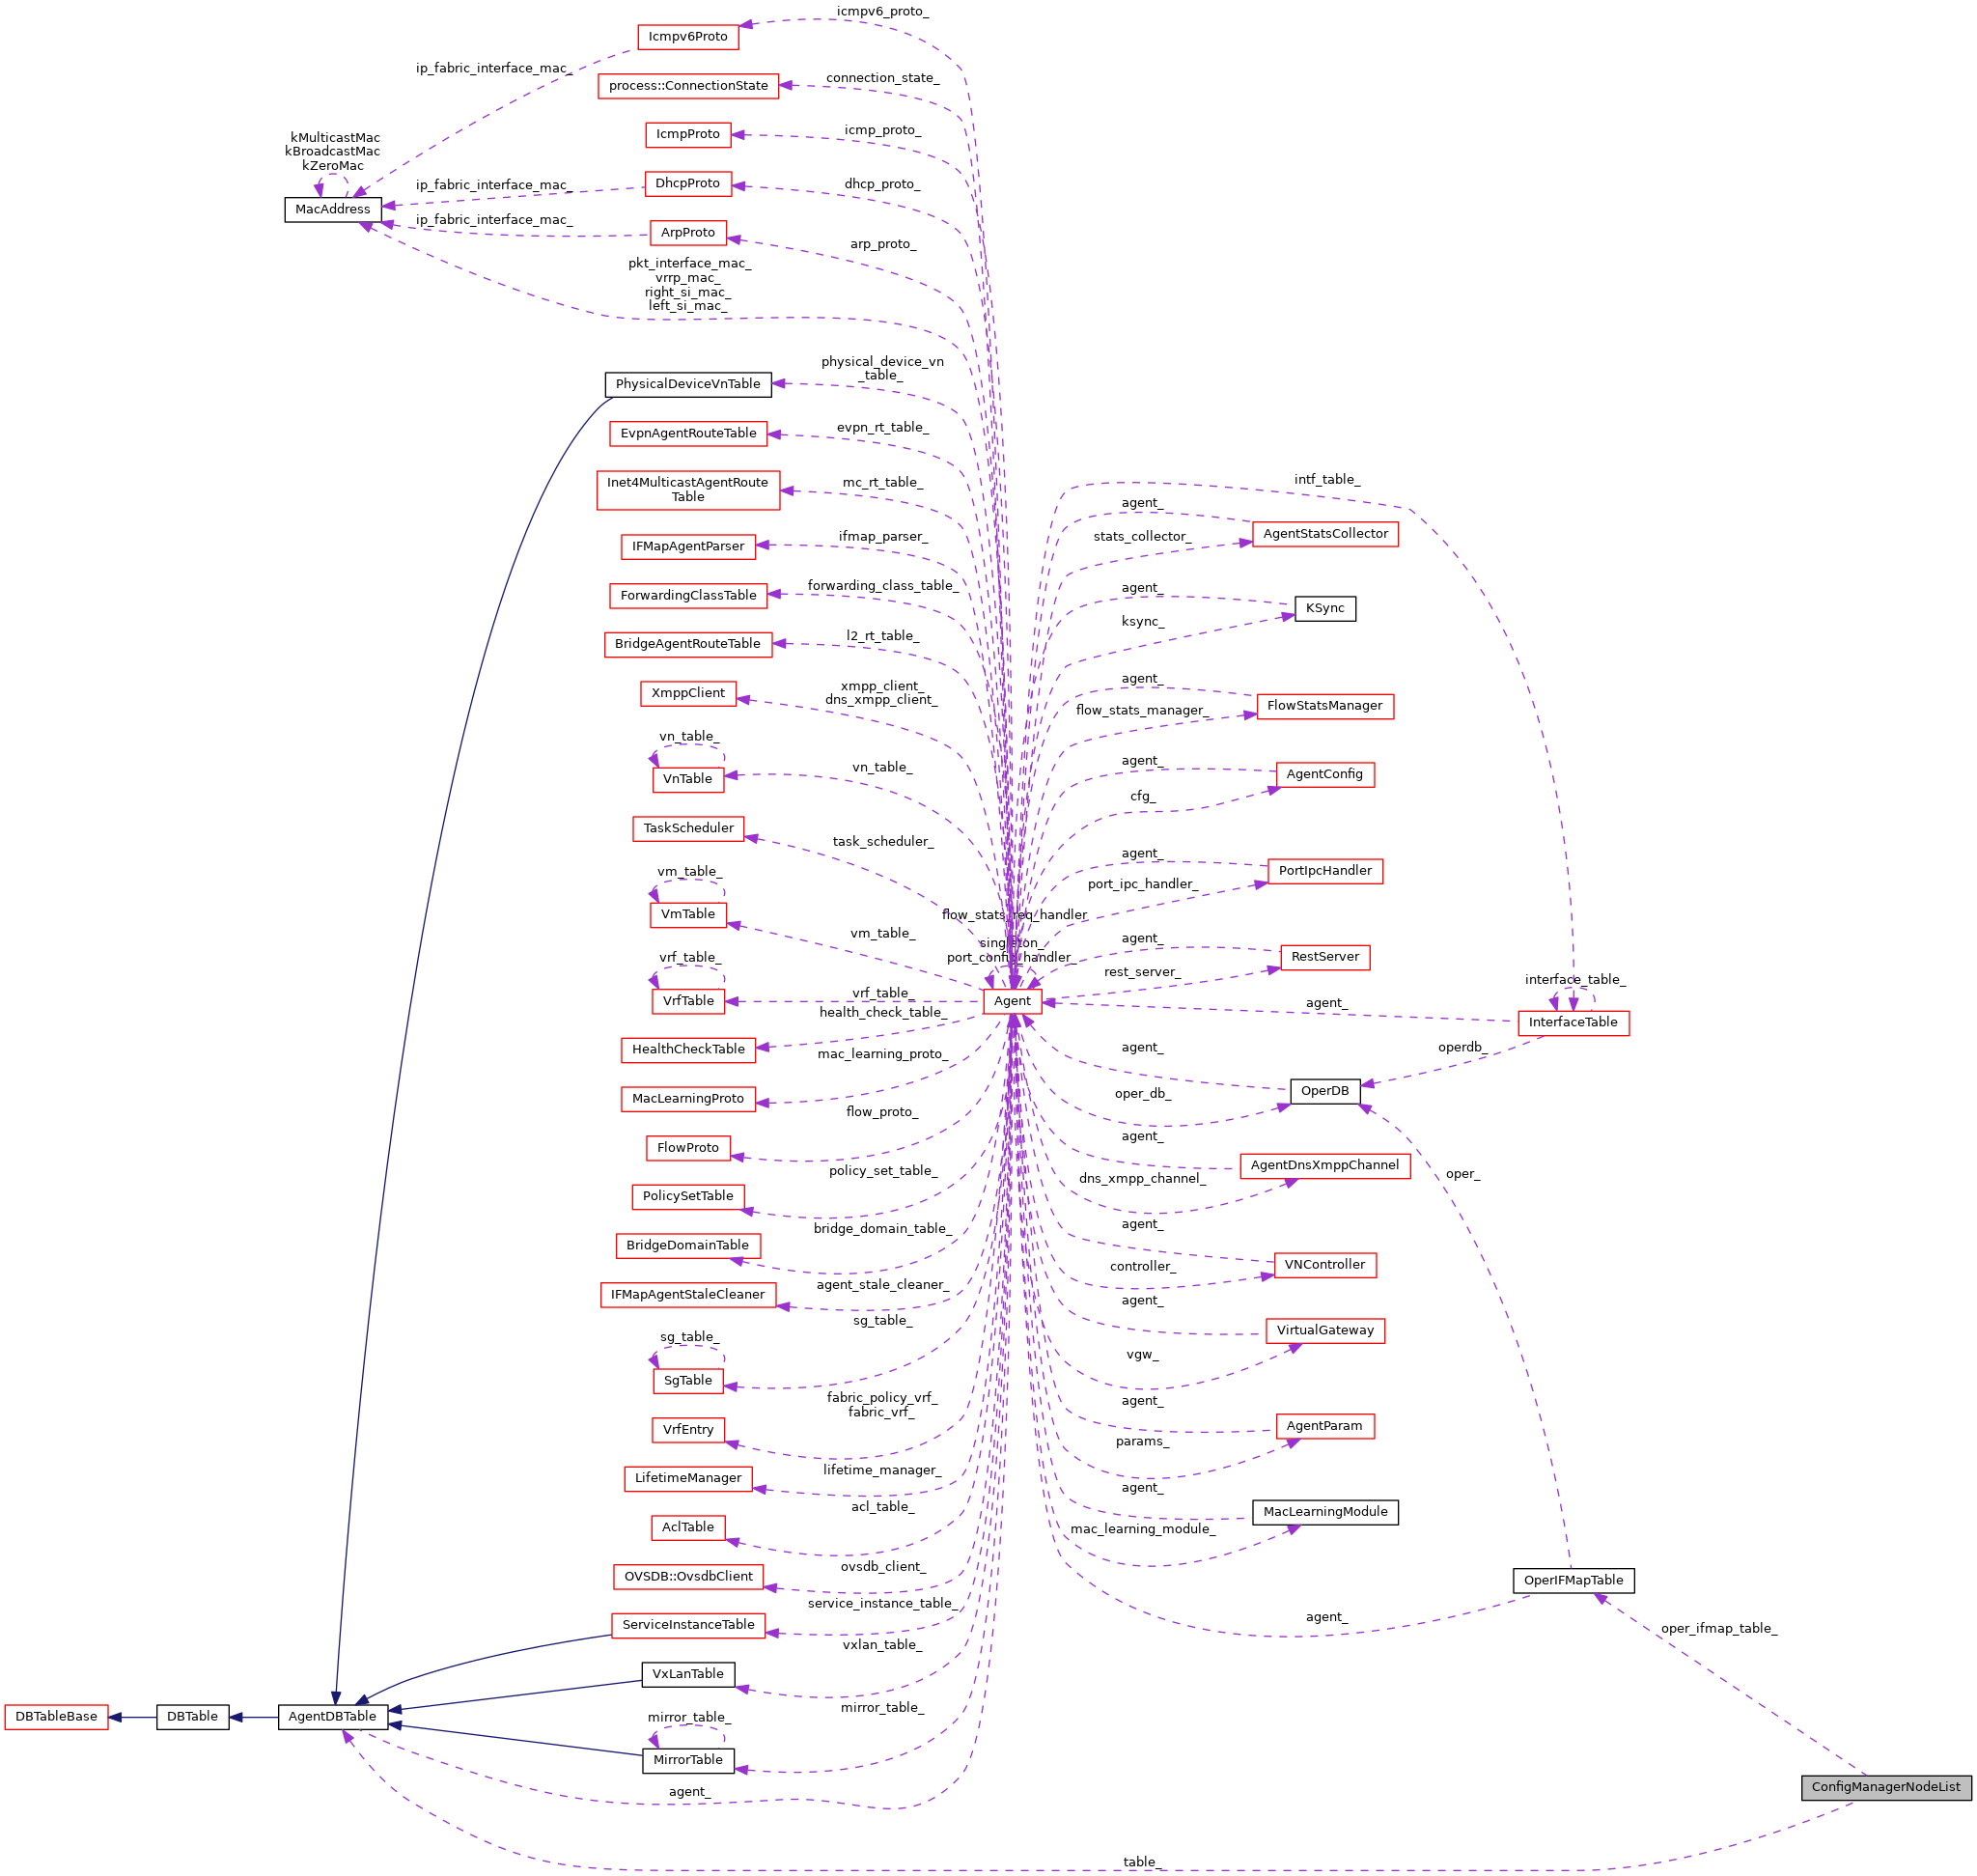 icmpv6_proto_
Icmpv6Proto
ip_fabric_interface_mac_
connection_state_
process::ConnectionState
kMulticastMac
kBroadcastMac
kZeroMac
icmp_proto_
IcmpProto
MacAddress
ip_fabric_interface_mac_
DhcpProto
dhcp_proto_
ip_fabric_interface_mac_
ArpProto
arp_proto_
pkt_interface_mac_
vrrp_mac_
right_si_mac_
left_si_mac_
PhysicalDeviceVnTable
physical_device_vn
_table_
EvpnAgentRouteTable
evpn_rt_table_
Inet4MulticastAgentRoute
Table
mc_rt_table_
IFMapAgentParser
ifmap_parser_
ForwardingClassTable
forwarding_class_table_
BridgeAgentRouteTable
l2_rt_table_
XmppClient
xmpp_client_
dns_xmpp_client_
vn_table_
VnTable
vn_table_
TaskScheduler
task_scheduler_
vm_table_
VmTable
vm_table_
vrf_table_
VrfTable
vrf_table_
HealthCheckTable
health_check_table_
MacLearningProto
mac_learning_proto_
FlowProto
flow_proto_
PolicySetTable
policy_set_table_
BridgeDomainTable
bridge_domain_table_
IFMapAgentStaleCleaner
agent_stale_cleaner_
sg_table_
SgTable
sg_table_
VrfEntry
fabric_policy_vrf_
fabric_vrf_
LifetimeManager
lifetime_manager_
AclTable
acl_table_
OVSDB::OvsdbClient
ovsdb_client_
ServiceInstanceTable
service_instance_table_
VxLanTable
vxlan_table_
mirror_table_
MirrorTable
mirror_table_
DBTableBase
DBTable
AgentDBTable
agent_
flow_stats_req_handler
singleton_
port_config_handler_
Agent
intf_table_
agent_
stats_collector_
AgentStatsCollector
agent_
ksync_
KSync
agent_
flow_stats_manager_
FlowStatsManager
agent_
cfg_
AgentConfig
agent_
port_ipc_handler_
PortIpcHandler
agent_
rest_server_
RestServer
interface_table_
InterfaceTable
agent_
operdb_
agent_
oper_db_
OperDB
agent_
dns_xmpp_channel_
AgentDnsXmppChannel
oper_
agent_
controller_
VNController
agent_
vgw_
VirtualGateway
agent_
params_
AgentParam
agent_
mac_learning_module_
MacLearningModule
agent_
OperIFMapTable
oper_ifmap_table_
ConfigManagerNodeList
table_